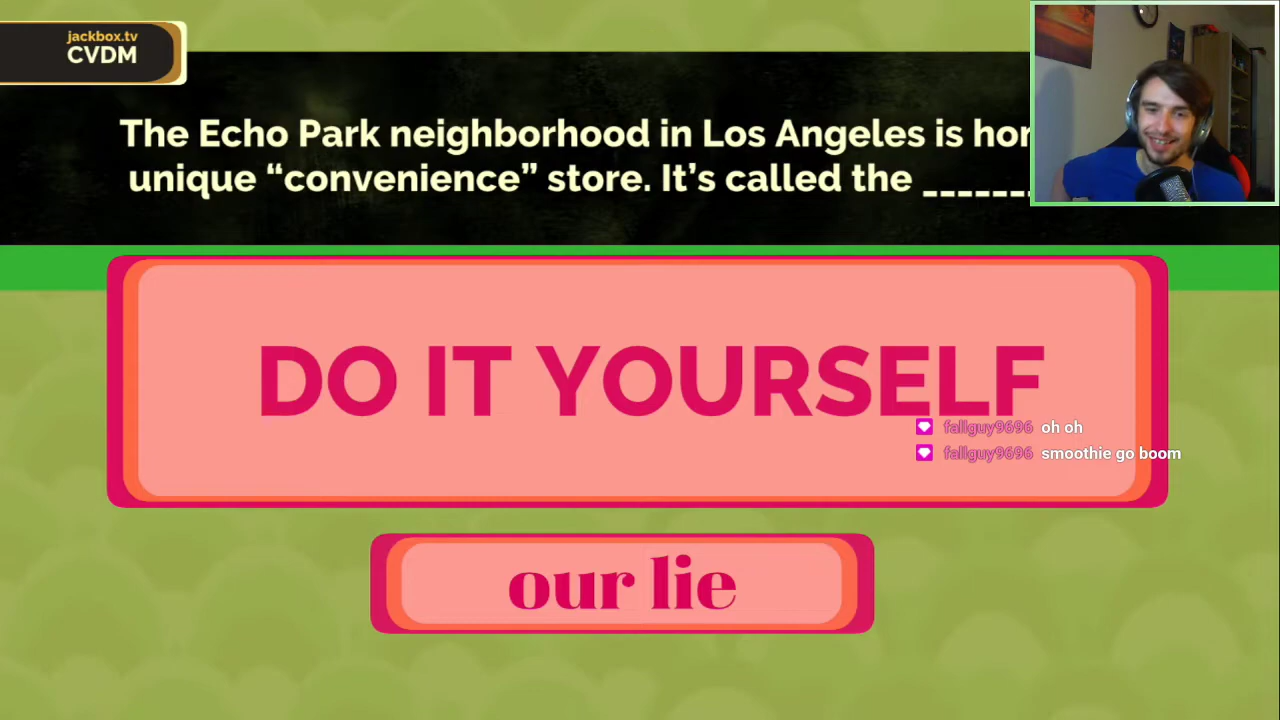 jackbox.tv
CVDM
The Echo Park neighborhood in Los Angeles is
unique “convenience” store. It’s called the _______
DO IT YOURSELF
fallguy9696 oh oh
fallguy9696 smoothie go boom
our lie